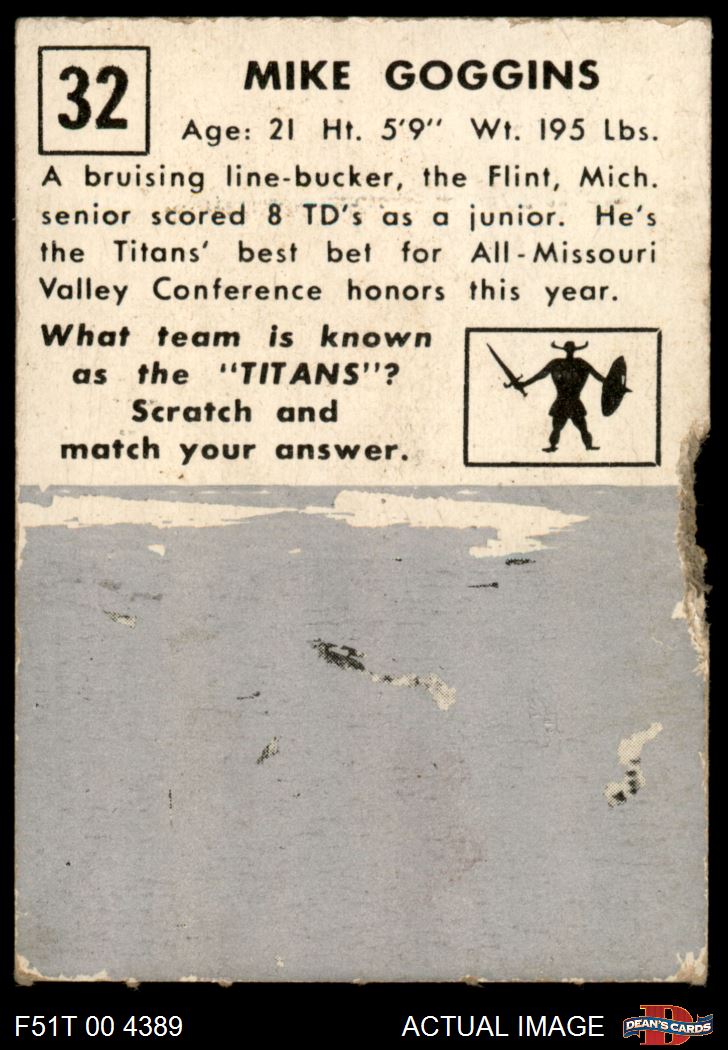 32
MIKE GOGGINS
Age: 21 Ht. 5'9" Wt. 195 Lbs.
A bruising line-bucker, the Flint, Mich.
senior scored 8 TD's as a junior. He's
the Titans' best bet for All-Missouri
Valley Conference honors this year.
What team is known
as the "TITANS"?
Scratch and
match your answer.
F51T 00 4389
ACTUAL IMAGE
DEAN'S CARDS